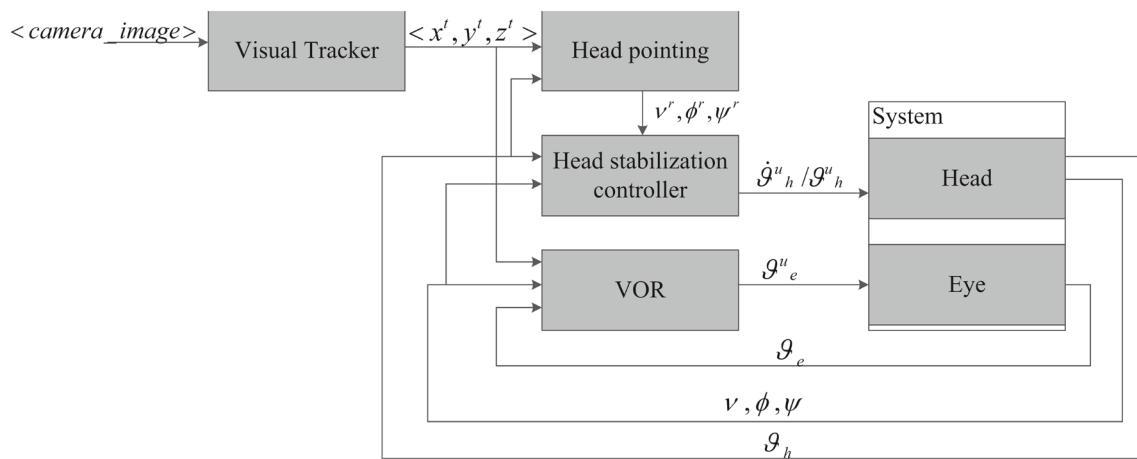 <camera_image>
Visual Tracker
<x^t, y^t, z^t>
Head pointing
ν^r, ϕ^r, ψ^r
System
Head stabilization
controller
ϑ̇^u_h /ϑ^u_h
Head
VOR
ϑ^u_e
Eye
ϑ_e
ν , ϕ , ψ
ϑ_h